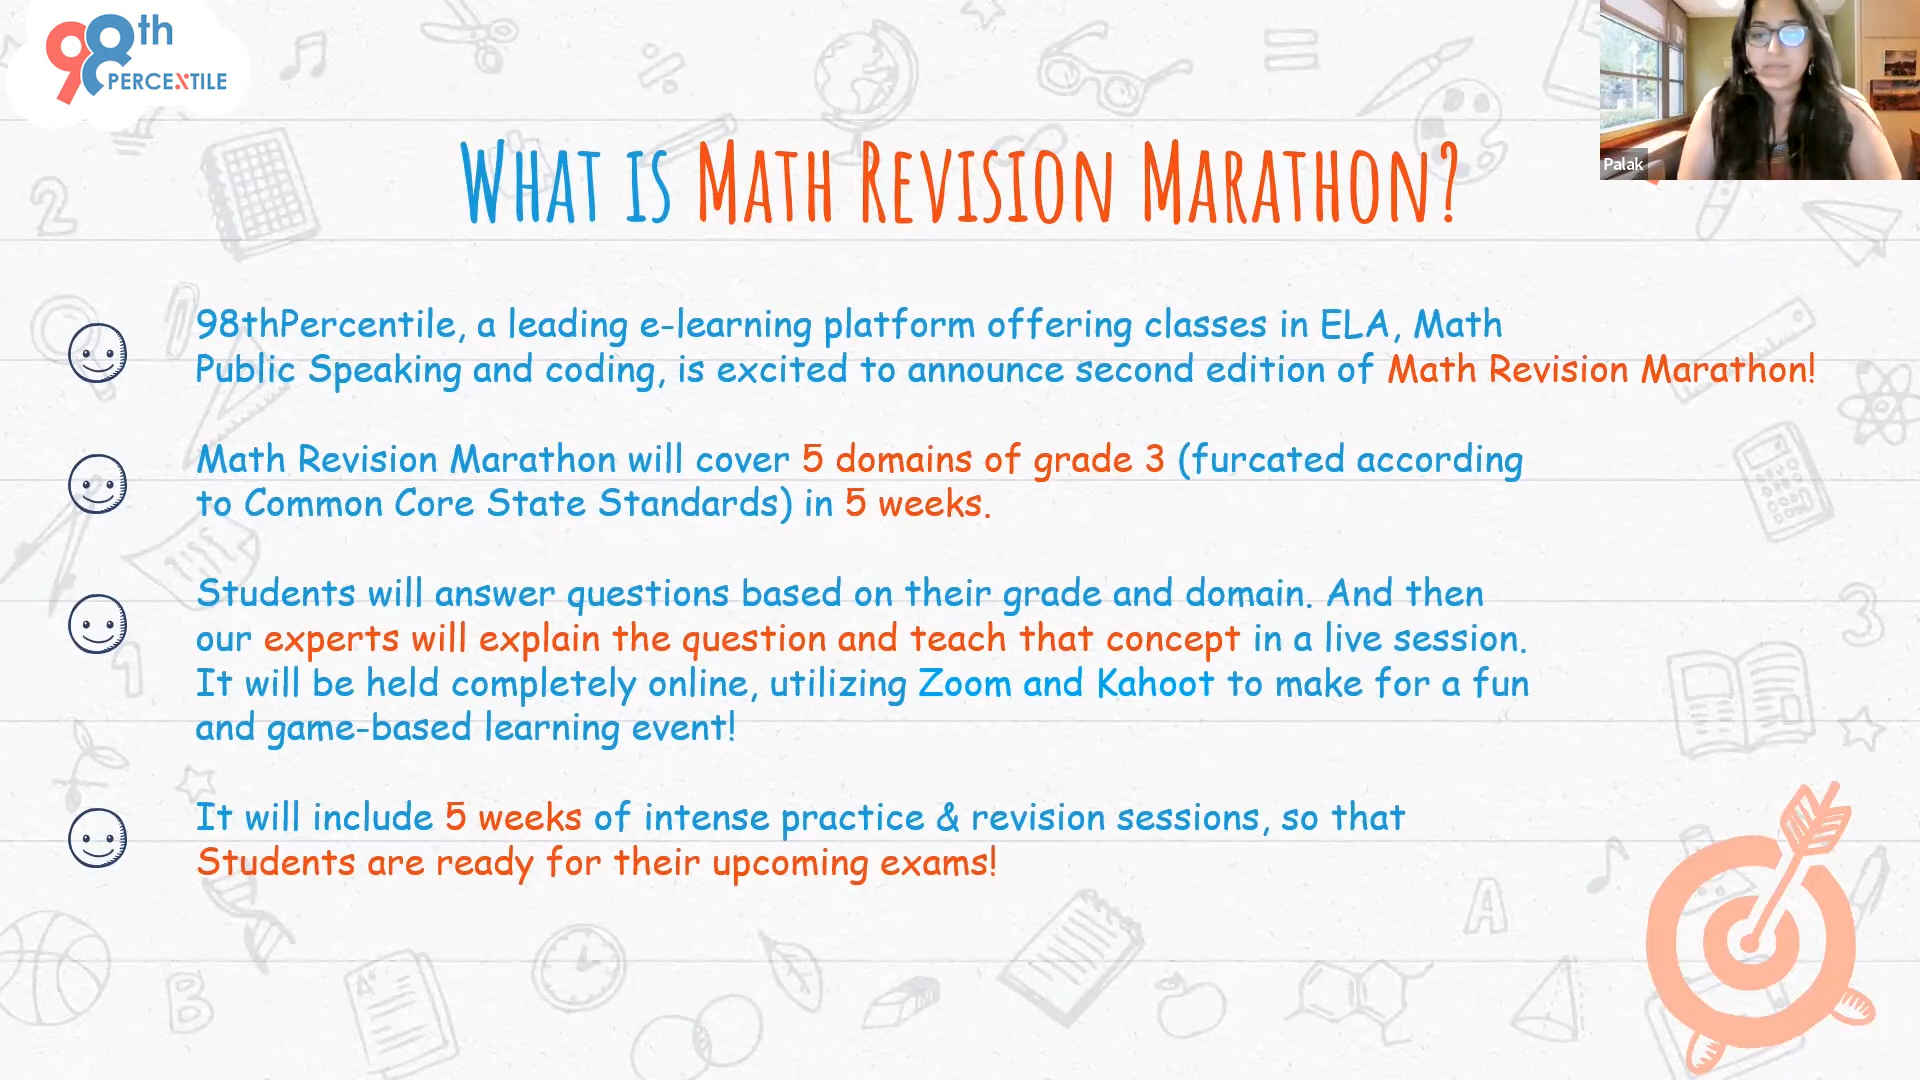 98th
PERCEXTILE
Palak
WHAT IS MATH REVISION MARATHON?
98thPercentile, a leading e-learning platform offering classes in ELA, Math
Public Speaking and coding, is excited to announce second edition of Math Revision Marathon!
Math Revision Marathon will cover 5 domains of grade 3 (furcated according
to Common Core State Standards) in 5 weeks.
Students will answer questions based on their grade and domain. And then
our experts will explain the question and teach that concept in a live session.
It will be held completely online, utilizing Zoom and Kahoot to make for a fun
and game-based learning event!
It will include 5 weeks of intense practice & revision sessions, so that
Students are ready for their upcoming exams!
2
1
3
A
B
A+